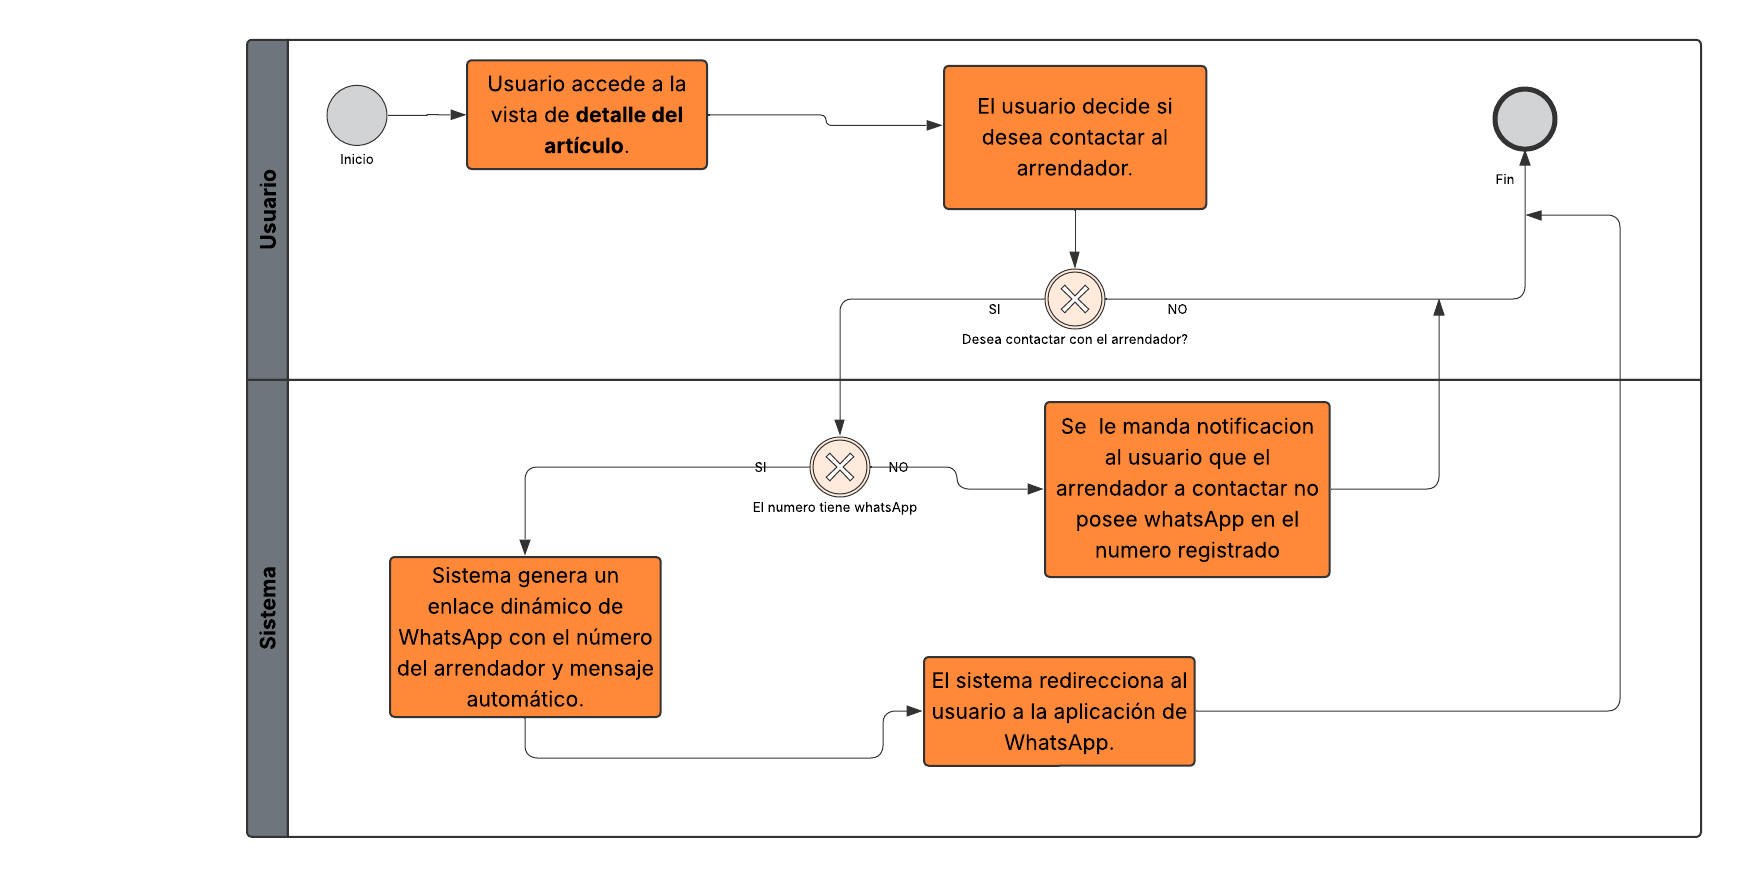 Usuario
Inicio
Usuario accede a la
vista de detalle del
artículo.
El usuario decide si
desea contactar al
arrendador.
Fin
SI
NO
Desea contactar con el arrendador?
Sistema
SI
NO
El numero tiene whatsApp
Se  le manda notificacion
al usuario que el
arrendador a contactar no
posee whatsApp en el
numero registrado
Sistema genera un
enlace dinámico de
WhatsApp con el número
del arrendador y mensaje
automático.
El sistema redirecciona al
usuario a la aplicación de
WhatsApp.